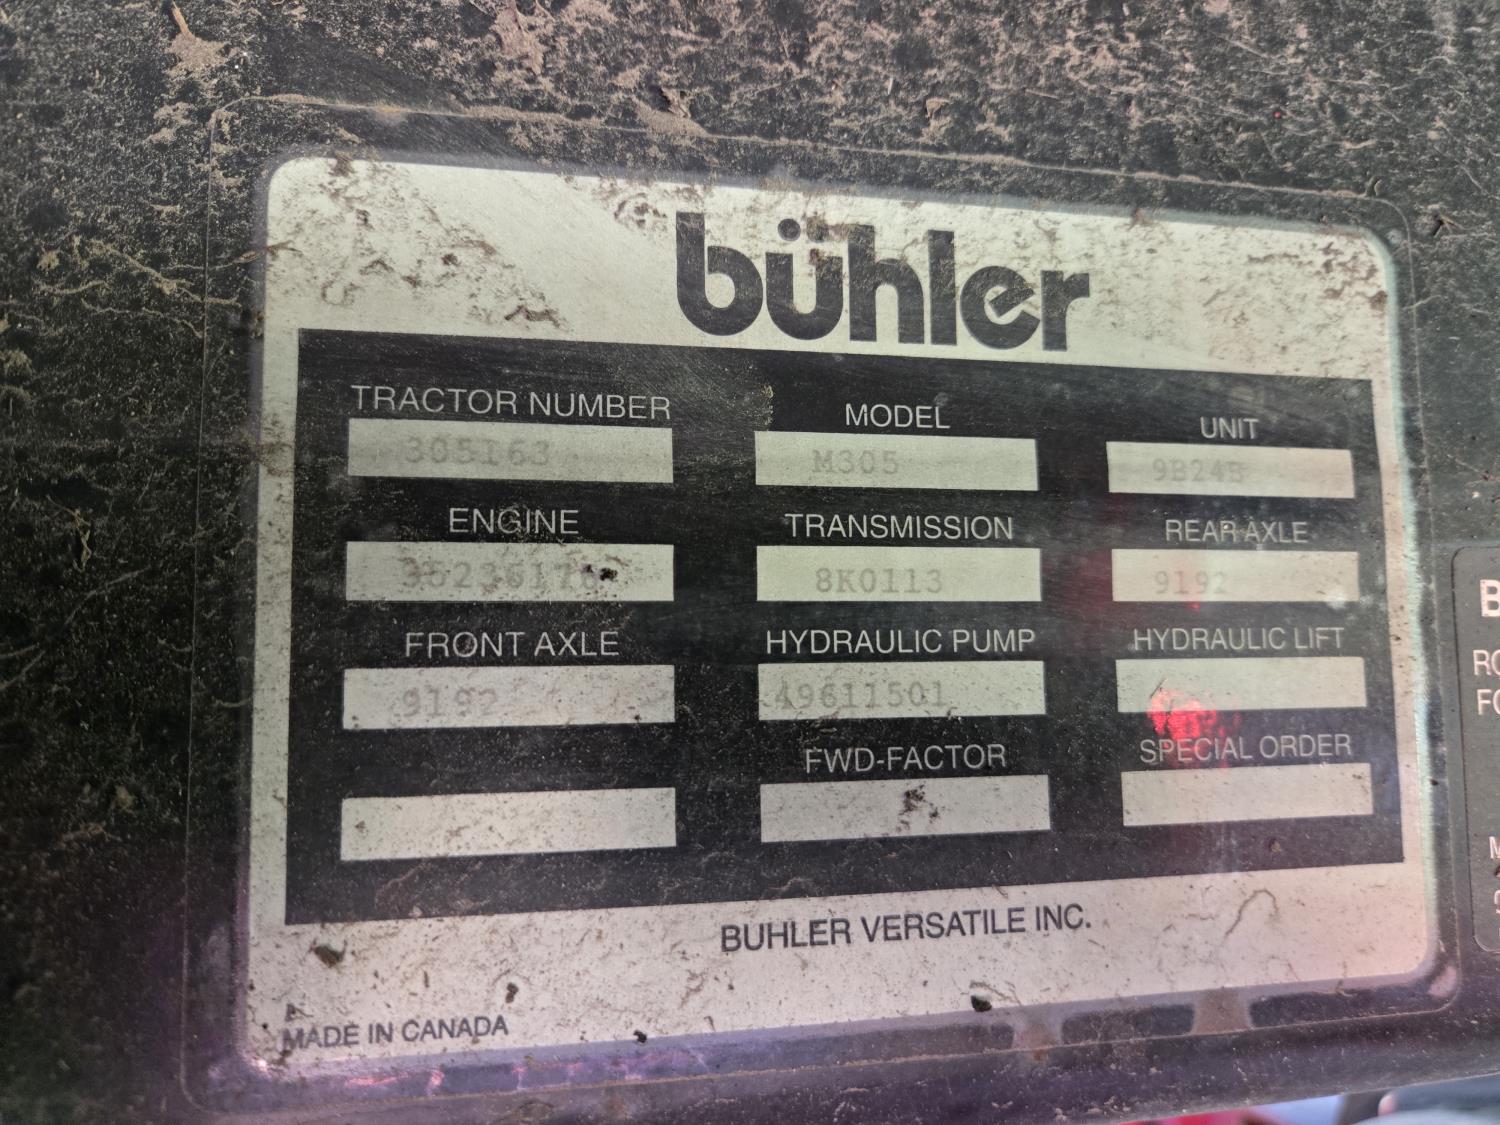 bühler
TRACTOR NUMBER MODEL UNIT
305163 M305 9B24B
ENGINE TRANSMISSION REAR AXLE
8K0113 9192
FRONT AXLE HYDRAULIC PUMP HYDRAULIC LIFT
9192 49611501
FWD-FACTOR SPECIAL ORDER
BUHLER VERSATILE INC.
MADE IN CANADA